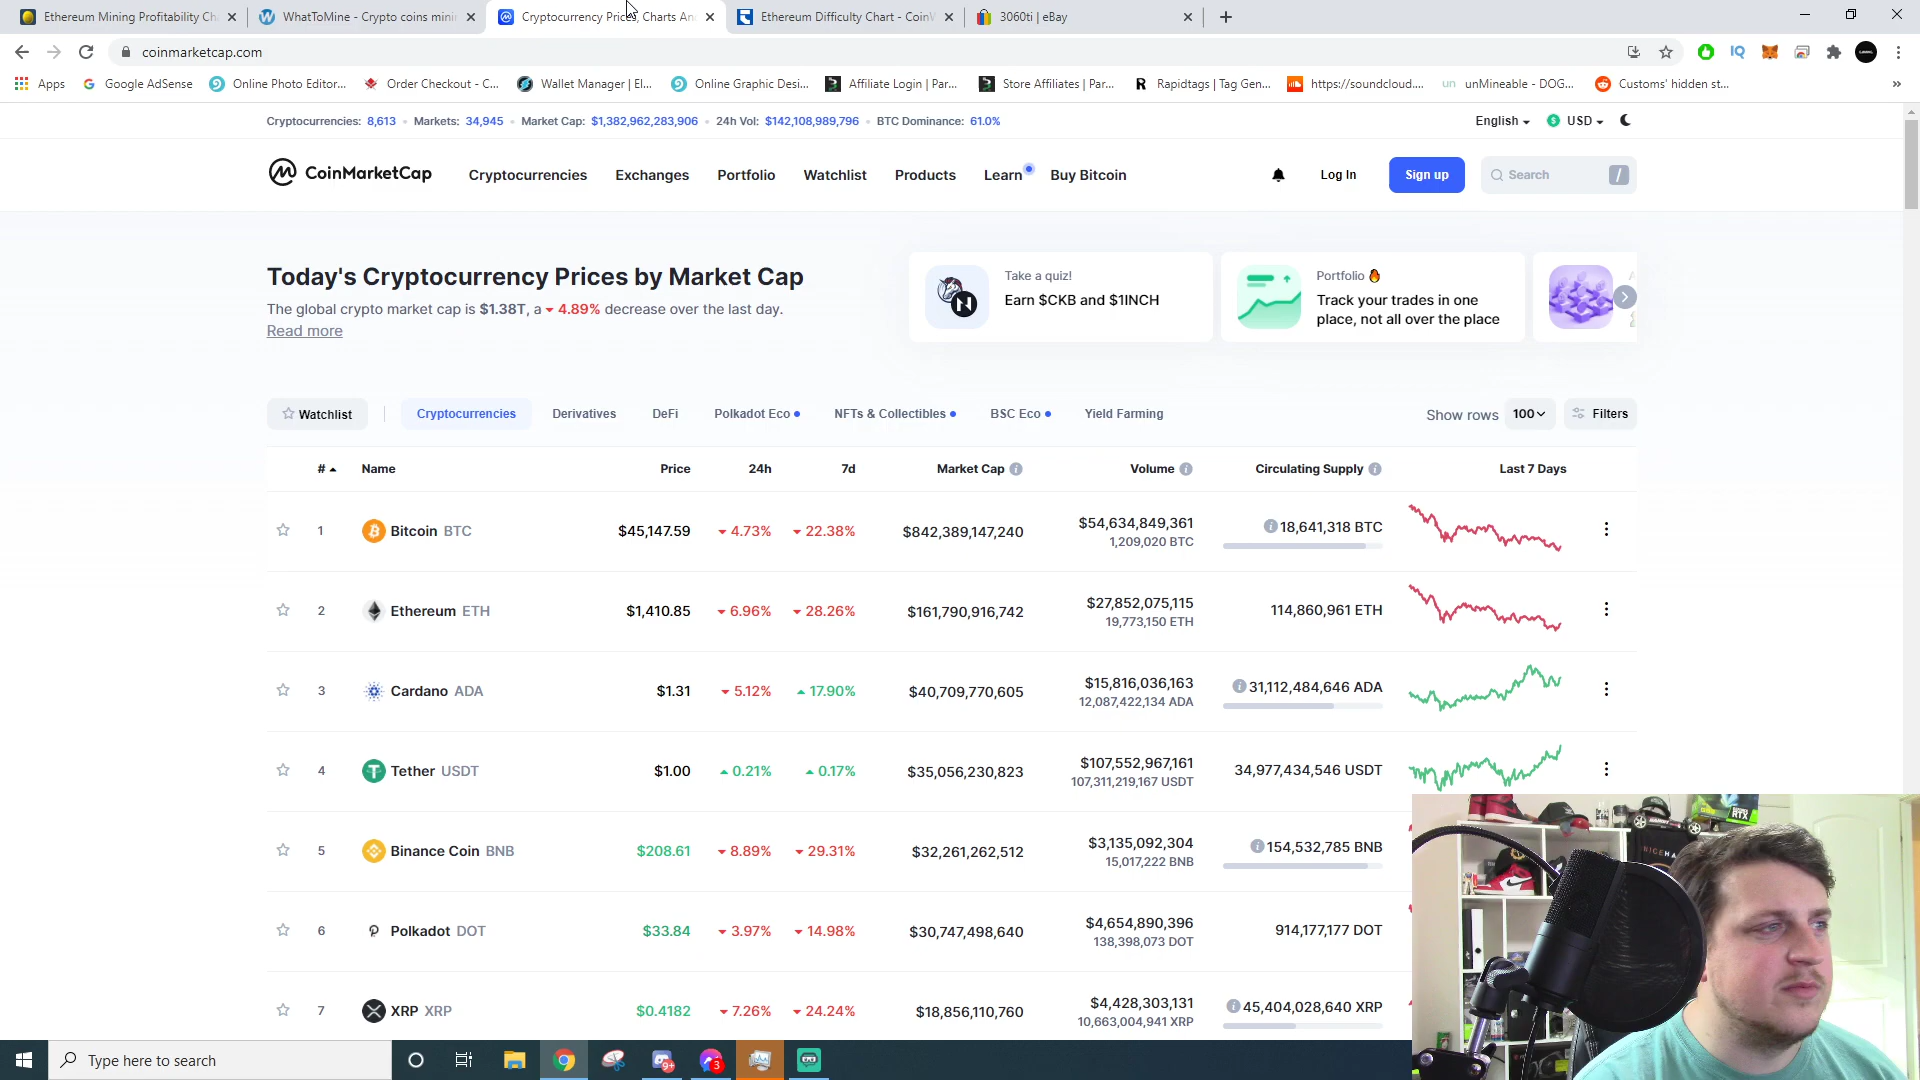 Ethereum Mining Profitability Ch
WhatToMine - Crypto coins minin
Cryptocurrency Prices, Charts An
Ethereum Difficulty Chart - CoinW
3060ti | eBay
coinmarketcap.com
Apps
Google AdSense
Online Photo Editor...
Order Checkout - C...
Wallet Manager | El...
Online Graphic Desi...
Affiliate Login | Par...
Store Affiliates | Par...
Rapidtags | Tag Gen...
https://soundcloud....
unMineable - DOG...
Customs' hidden st...
Cryptocurrencies: 8,613 Markets: 34,945 Market Cap: $1,382,962,283,906 24h Vol: $142,108,989,796 BTC Dominance: 61.0%
English USD
CoinMarketCap
Cryptocurrencies Exchanges Portfolio Watchlist Products Learn Buy Bitcoin
Log In Sign up Search /
Today's Cryptocurrency Prices by Market Cap
The global crypto market cap is $1.38T, a 4.89% decrease over the last day.
Read more
Take a quiz!
Earn $CKB and $1INCH
Portfolio 🔥
Track your trades in one
place, not all over the place
Watchlist Cryptocurrencies Derivatives DeFi Polkadot Eco NFTs & Collectibles BSC Eco Yield Farming Show rows 100 Filters
# Name Price 24h 7d Market Cap Volume Circulating Supply Last 7 Days
1 Bitcoin BTC $45,147.59 4.73% 22.38% $842,389,147,240 $54,634,849,361 18,641,318 BTC
1,209,020 BTC
2 Ethereum ETH $1,410.85 6.96% 28.26% $161,790,916,742 $27,852,075,115 114,860,961 ETH
19,773,150 ETH
3 Cardano ADA $1.31 5.12% 17.90% $40,709,770,605 $15,816,036,163 31,112,484,646 ADA
12,087,422,134 ADA
4 Tether USDT $1.00 0.21% 0.17% $35,056,230,823 $107,552,967,161 34,977,434,546 USDT
107,311,219,167 USDT
5 Binance Coin BNB $208.61 8.89% 29.31% $32,261,262,512 $3,135,092,304 154,532,785 BNB
15,017,222 BNB
6 Polkadot DOT $33.84 3.97% 14.98% $30,747,498,640 $4,654,890,396 914,177,177 DOT
138,398,073 DOT
7 XRP XRP $0.4182 7.26% 24.24% $18,856,110,760 $4,428,303,131 45,404,028,640 XRP
10,663,004,941 XRP
RTX
Type here to search
9+
3